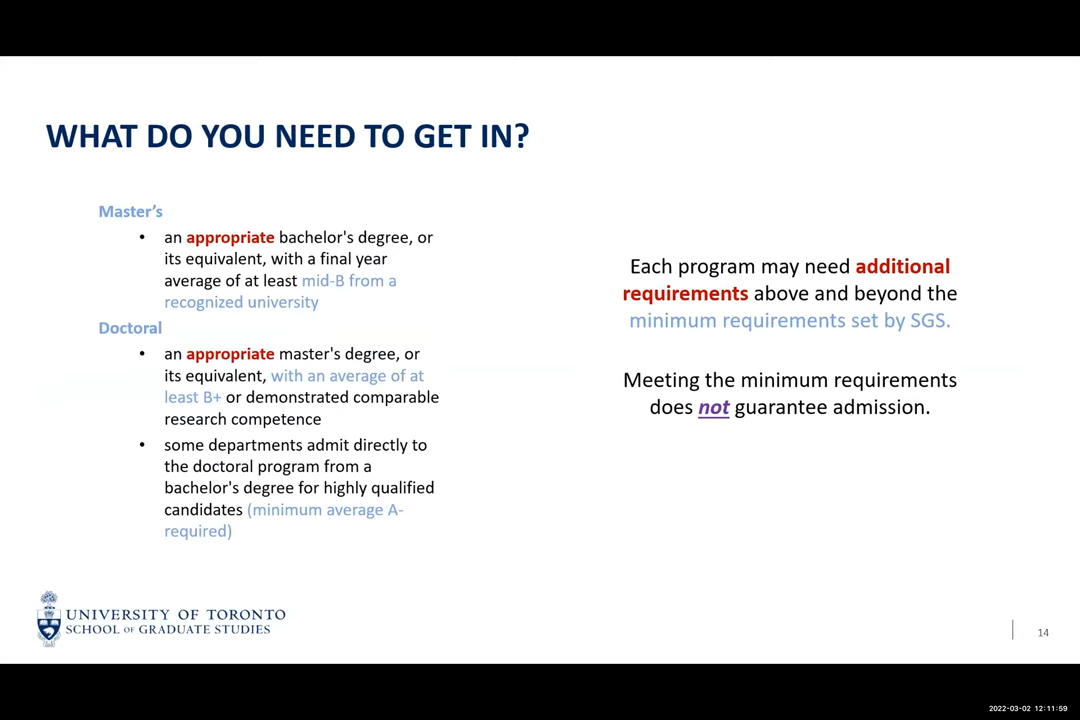 WHAT DO YOU NEED TO GET IN?
Master's
• an appropriate bachelor's degree, or
its equivalent, with a final year
average of at least mid-B from a
recognized university
Doctoral
• an appropriate master's degree, or
its equivalent, with an average of at
least B+ or demonstrated comparable
research competence
• some departments admit directly to
the doctoral program from a
bachelor's degree for highly qualified
candidates (minimum average A-
required)
Each program may need additional
requirements above and beyond the
minimum requirements set by SGS.
Meeting the minimum requirements
does not guarantee admission.
UNIVERSITY OF TORONTO
SCHOOL OF GRADUATE STUDIES
14
2022-03-02 12:11:59